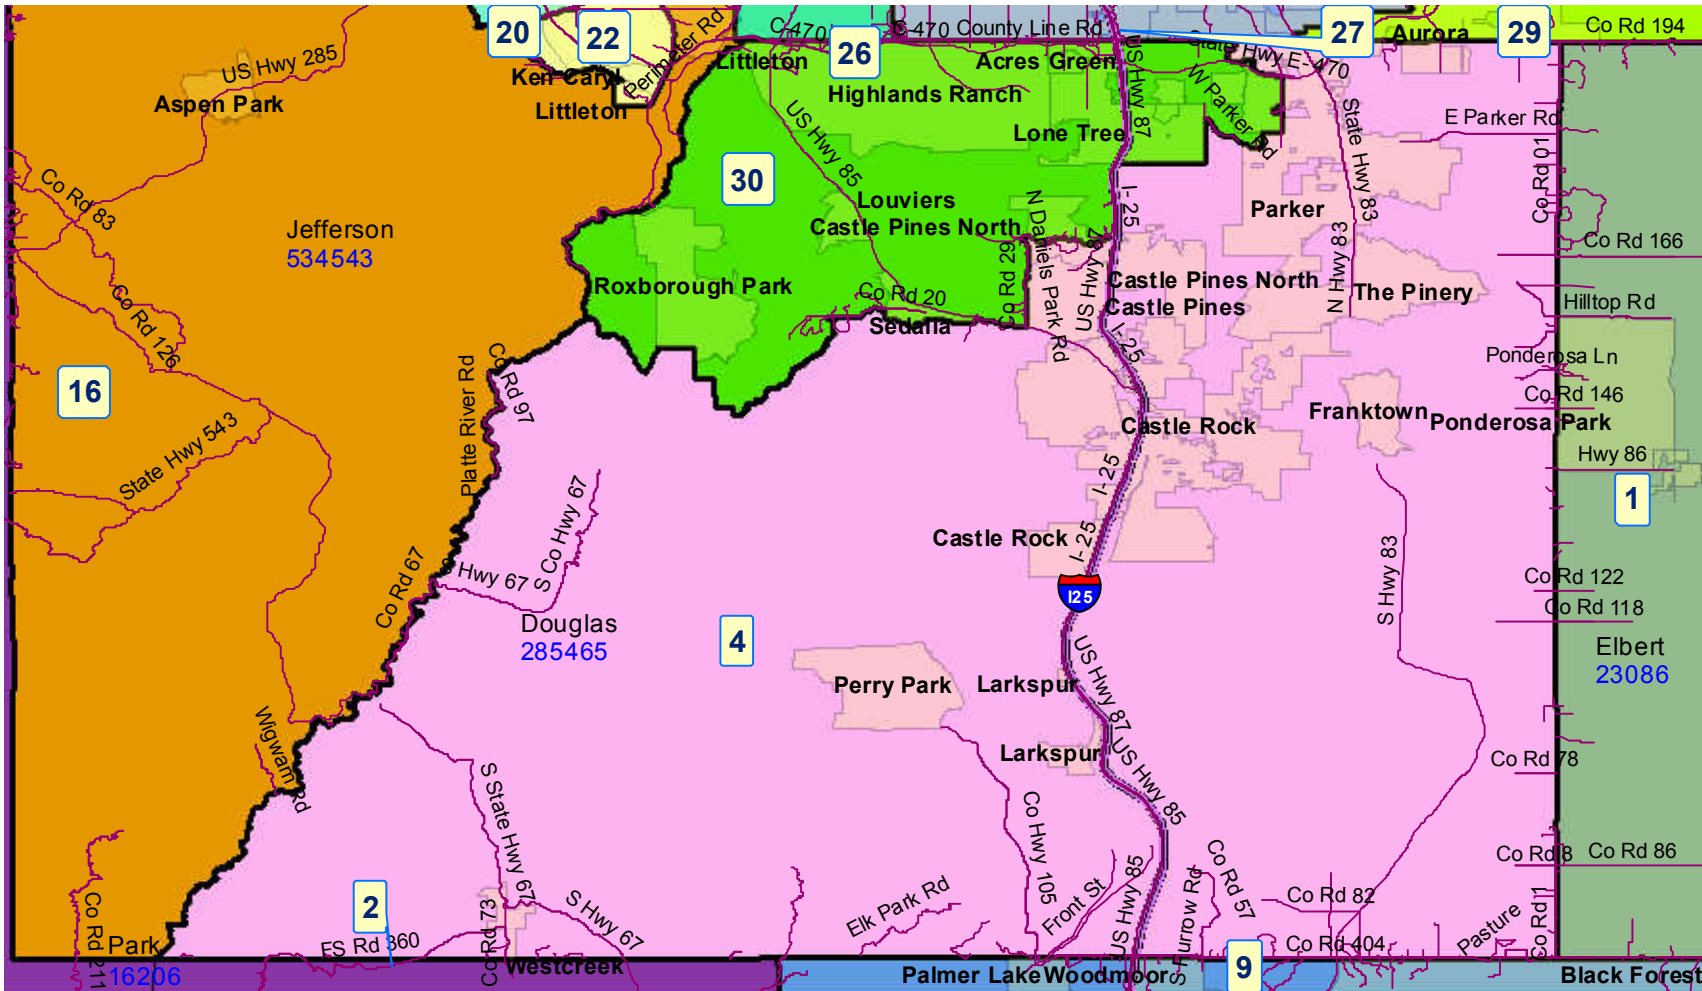 20
22
Perimeter Rd
C-470
C-470 County Line Rd
27
Aurora
29
Co Rd 194
US Hwy 285
Ken Caryl
Littleton
26
Acres Green
US Hwy 87
State Hwy E-470
Aspen Park
Littleton
Highlands Ranch
Lone Tree
W Parker Rd
State Hwy 83
E Parker Rd
Co Rd 01
Co Rd 83
30
US Hwy 85
Louviers
Castle Pines North
N Daniels Park Rd
I-25
Parker
Jefferson
534543
Co Rd 166
Co Rd 29
US Hwy 87
N Hwy 83
Roxborough Park
Co Rd 20
Castle Pines North
Castle Pines
The Pinery
Hilltop Rd
Co Rd 126
Sedalia
I-25
Ponderosa Ln
16
Platte River Rd
Co Rd 97
Co Rd 146
Franktown
Ponderosa Park
Castle Rock
State Hwy 543
Hwy 86
I-25
1
S Co Hwy 67
Castle Rock
I-25
S Hwy 83
Co Rd 67
S Hwy 67
I25
Co Rd 122
Co Rd 118
Douglas
285465
4
Elbert
23086
Perry Park
Larkspur
US Hwy 87
Wigwam Rd
Larkspur
US Hwy 85
Co Rd 78
S State Hwy 67
Co Hwy 105
Co Rd 8
Co Rd 86
2
Co Rd 211
Co Rd 73
S Hwy 67
Elk Park Rd
Front St
US Hwy 85
S Furrow Rd
Co Rd 57
Co Rd 82
Pasture
Co Rd 1
Park
16206
FS Rd 360
Co Rd 404
Westcreek
Palmer Lake
Woodmoor
9
Black Forest